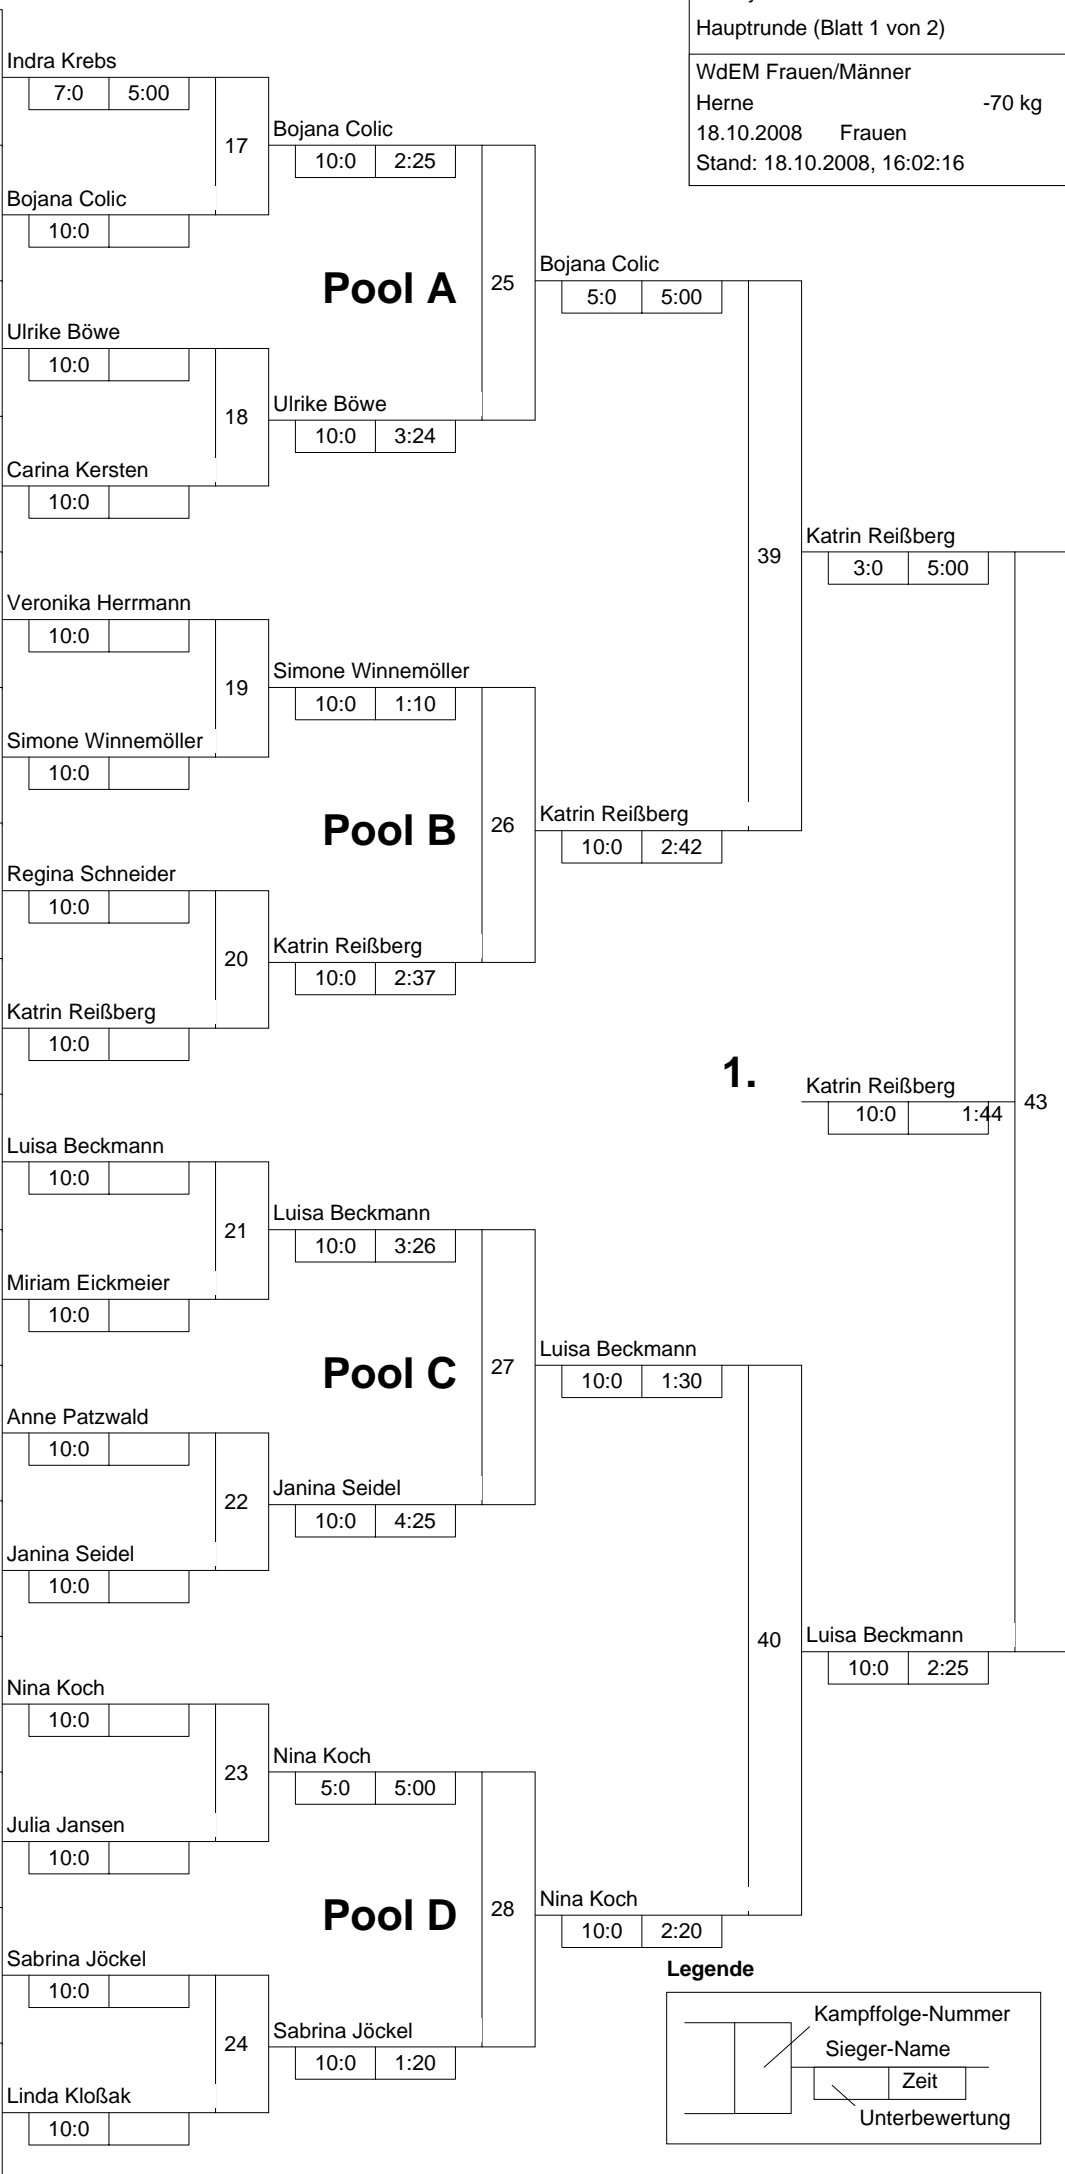 Hauptrunde (Blatt 1 von 2)
WdEM Frauen/Männer
Herne -70 kg
18.10.2008 Frauen
Stand: 18.10.2008, 16:02:16
Indra Krebs
7:0 5:00
17
Bojana Colic
10:0 2:25
Bojana Colic
10:0
Pool A
25
Bojana Colic
5:0 5:00
Ulrike Böwe
10:0
18
Ulrike Böwe
10:0 3:24
Carina Kersten
10:0
39
Katrin Reißberg
3:0 5:00
Veronika Herrmann
10:0
19
Simone Winnemöller
10:0 1:10
Simone Winnemöller
10:0
Pool B
26
Katrin Reißberg
10:0 2:42
Regina Schneider
10:0
20
Katrin Reißberg
10:0 2:37
Katrin Reißberg
10:0
1.
Katrin Reißberg
10:0 1:44
43
Luisa Beckmann
10:0
21
Luisa Beckmann
10:0 3:26
Miriam Eickmeier
10:0
Pool C
27
Luisa Beckmann
10:0 1:30
Anne Patzwald
10:0
22
Janina Seidel
10:0 4:25
Janina Seidel
10:0
40
Luisa Beckmann
10:0 2:25
Nina Koch
10:0
23
Nina Koch
5:0 5:00
Julia Jansen
10:0
Pool D
28
Nina Koch
10:0 2:20
Sabrina Jöckel
10:0
24
Sabrina Jöckel
10:0 1:20
Linda Kloßak
10:0
Legende
Kampffolge-Nummer
Sieger-Name
Zeit
Unterbewertung